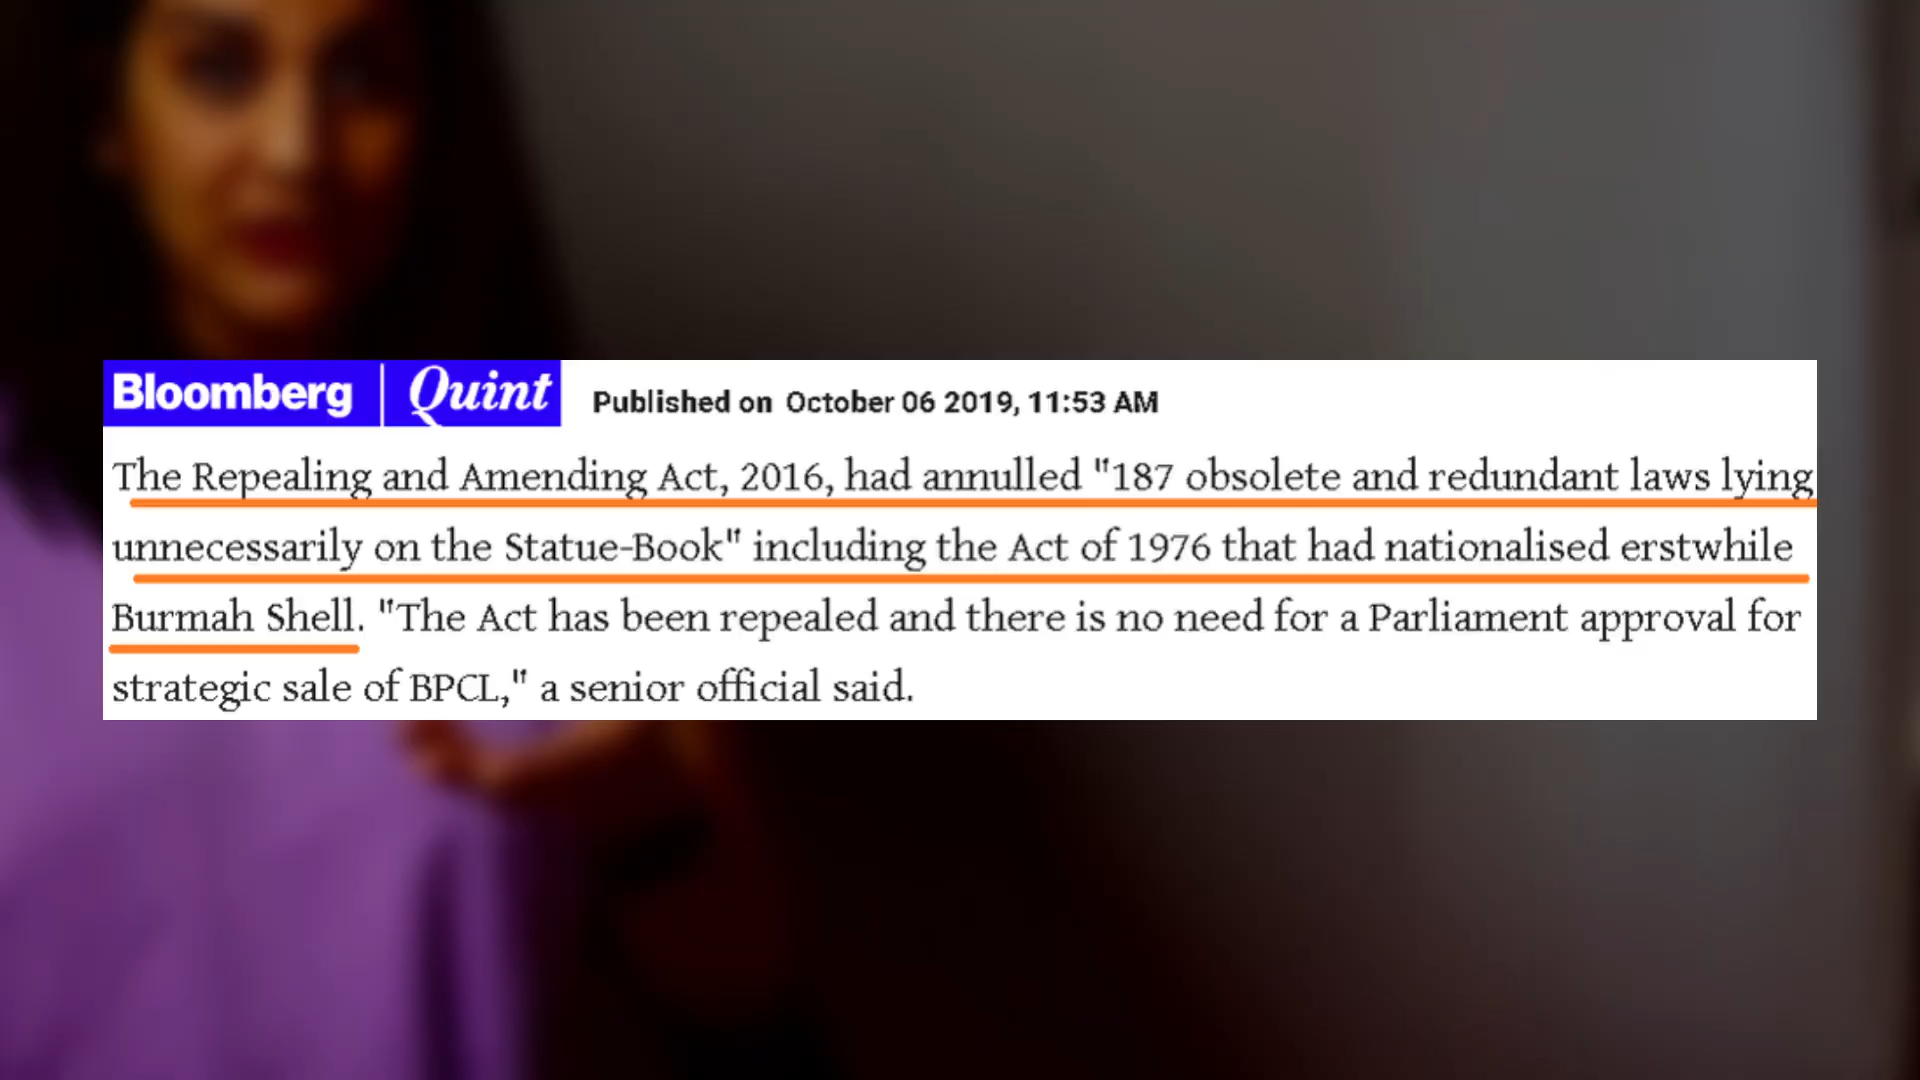 Bloomberg | Quint Published on October 06 2019, 11:53 AM
The Repealing and Amending Act, 2016, had annulled "187 obsolete and redundant laws lying
unnecessarily on the Statue-Book" including the Act of 1976 that had nationalised erstwhile
Burmah Shell. "The Act has been repealed and there is no need for a Parliament approval for
strategic sale of BPCL," a senior official said.